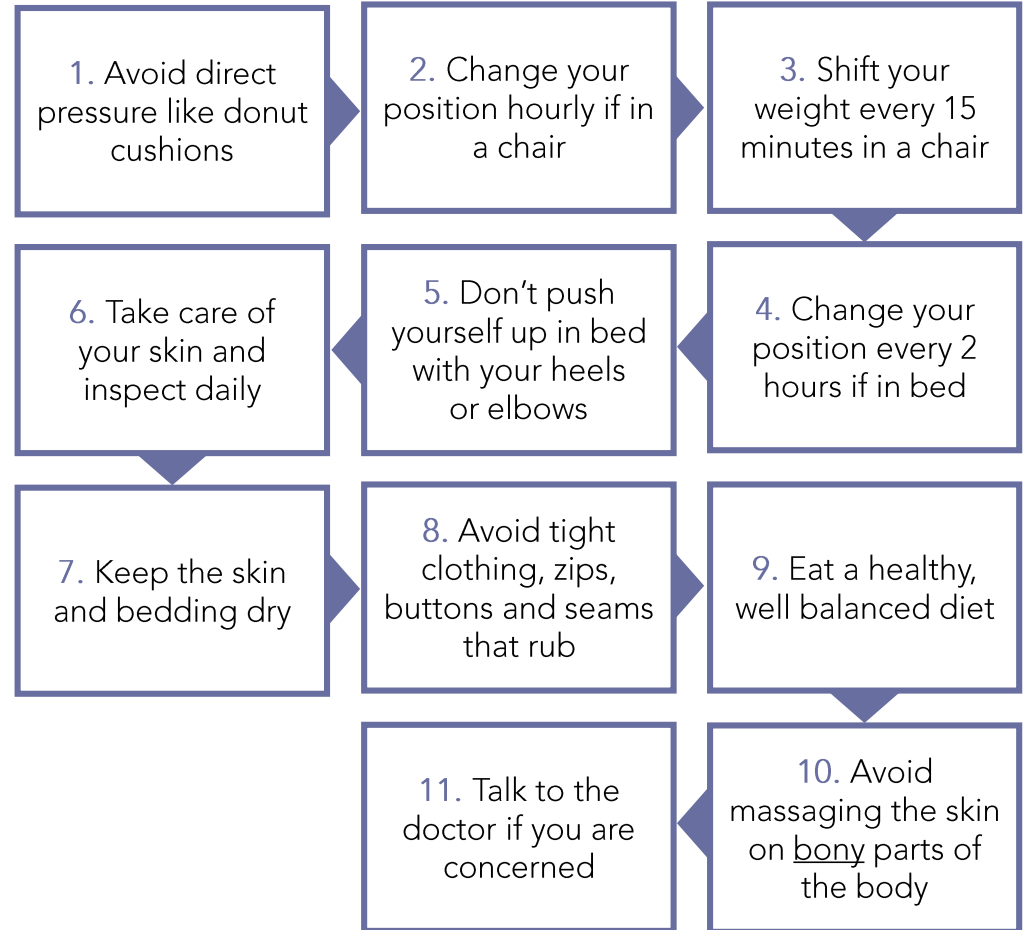 1. Avoid direct
pressure like donut
cushions
2. Change your
position hourly if in
a chair
3. Shift your
weight every 15
minutes in a chair
4. Change your
position every 2
hours if in bed
5. Don’t push
yourself up in bed
with your heels
or elbows
6. Take care of
your skin and
inspect daily
7. Keep the skin
and bedding dry
8. Avoid tight
clothing, zips,
buttons and seams
that rub
9. Eat a healthy,
well balanced diet
10. Avoid
massaging the skin
on bony parts of
the body
11. Talk to the
doctor if you are
concerned